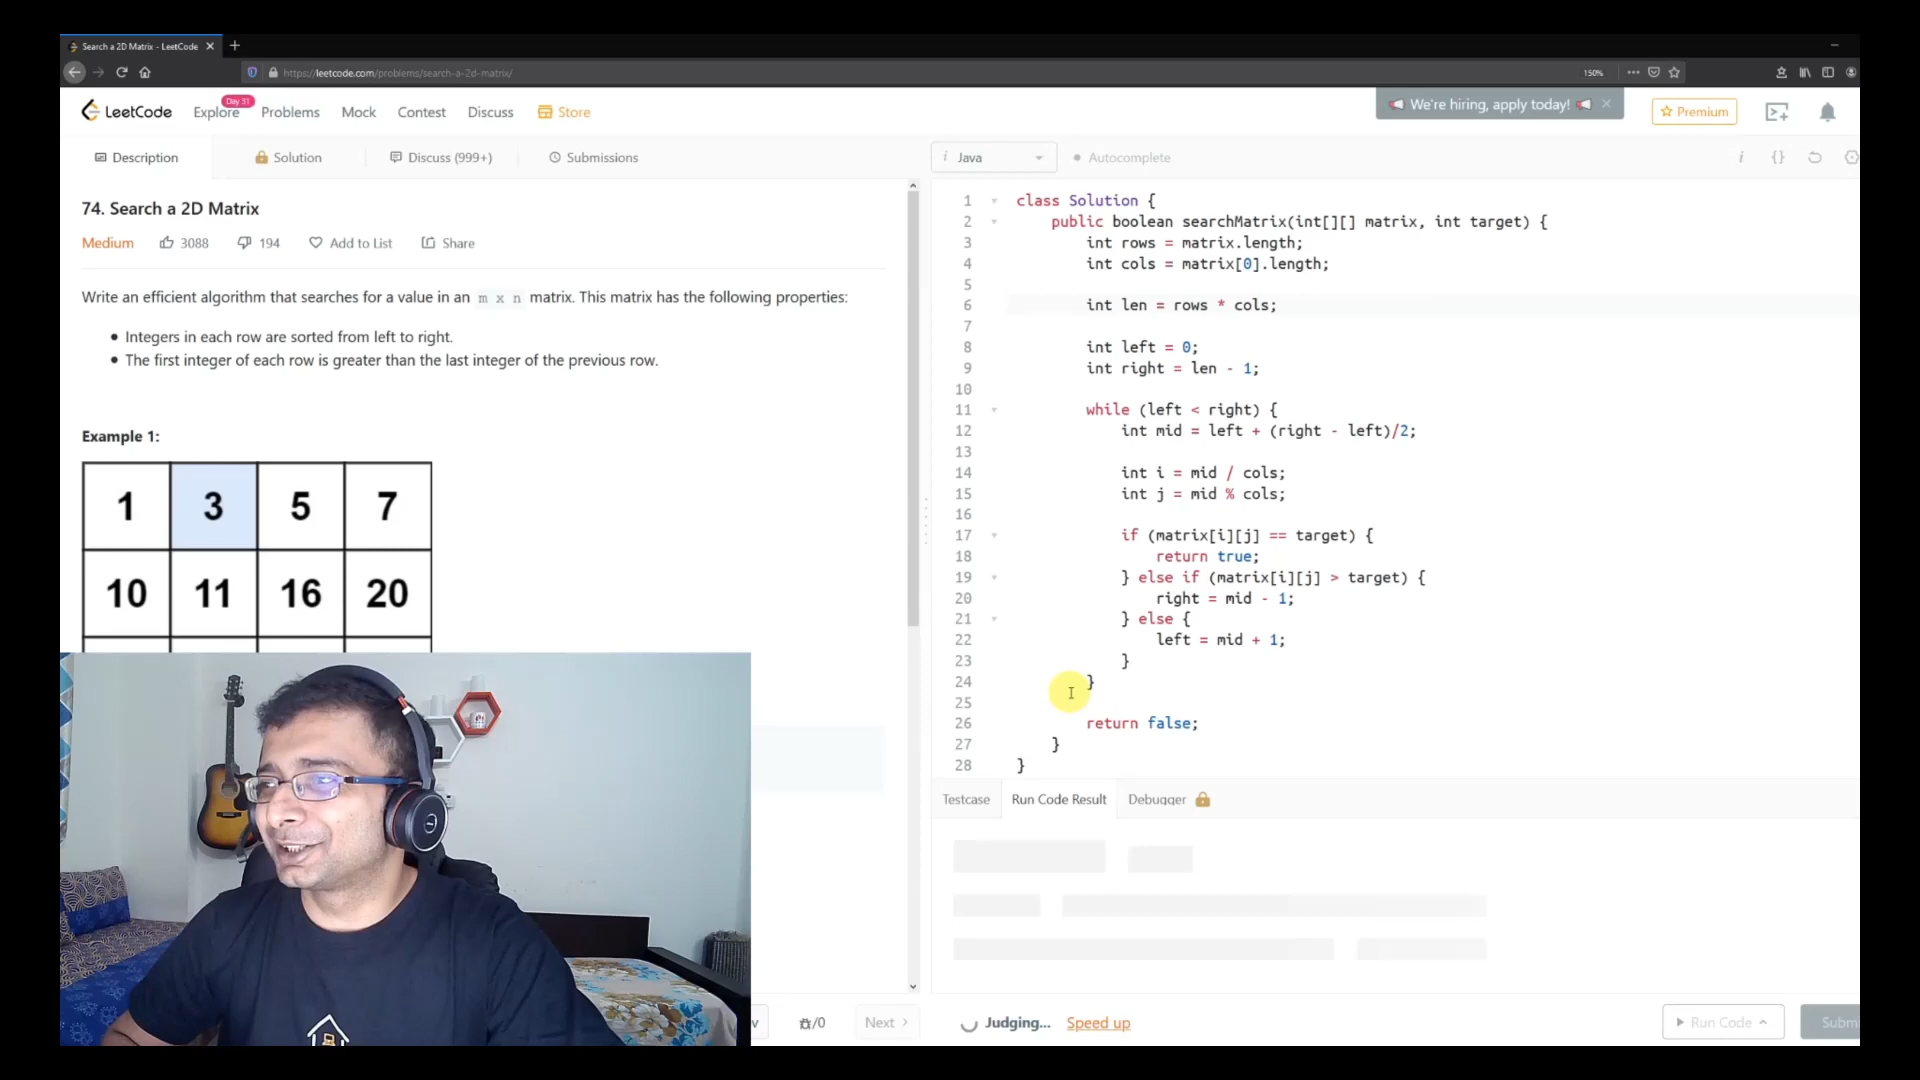 Search a 2D Matrix - LeetCode
https://leetcode.com/problems/search-a-2d-matrix/
150%
LeetCode
Explore
Day 31
Problems
Mock
Contest
Discuss
Store
We're hiring, apply today!
Premium
Description
Solution
Discuss (999+)
Submissions
i Java
Autocomplete
74. Search a 2D Matrix
Medium 3088 194 Add to List Share
Write an efficient algorithm that searches for a value in an m x n matrix. This matrix has the following properties:
Integers in each row are sorted from left to right.
The first integer of each row is greater than the last integer of the previous row.
Example 1:
1 3 5 7
10 11 16 20
1 class Solution {
2 public boolean searchMatrix(int[][] matrix, int target) {
3 int rows = matrix.length;
4 int cols = matrix[0].length;
5
6 int len = rows * cols;
7
8 int left = 0;
9 int right = len - 1;
10
11 while (left < right) {
12 int mid = left + (right - left)/2;
13
14 int i = mid / cols;
15 int j = mid % cols;
16
17 if (matrix[i][j] == target) {
18 return true;
19 } else if (matrix[i][j] > target) {
20 right = mid - 1;
21 } else {
22 left = mid + 1;
23 }
24 }
25
26 return false;
27 }
28 }
Testcase
Run Code Result
Debugger
/0
Next >
Judging...
Speed up
Run Code
Subm